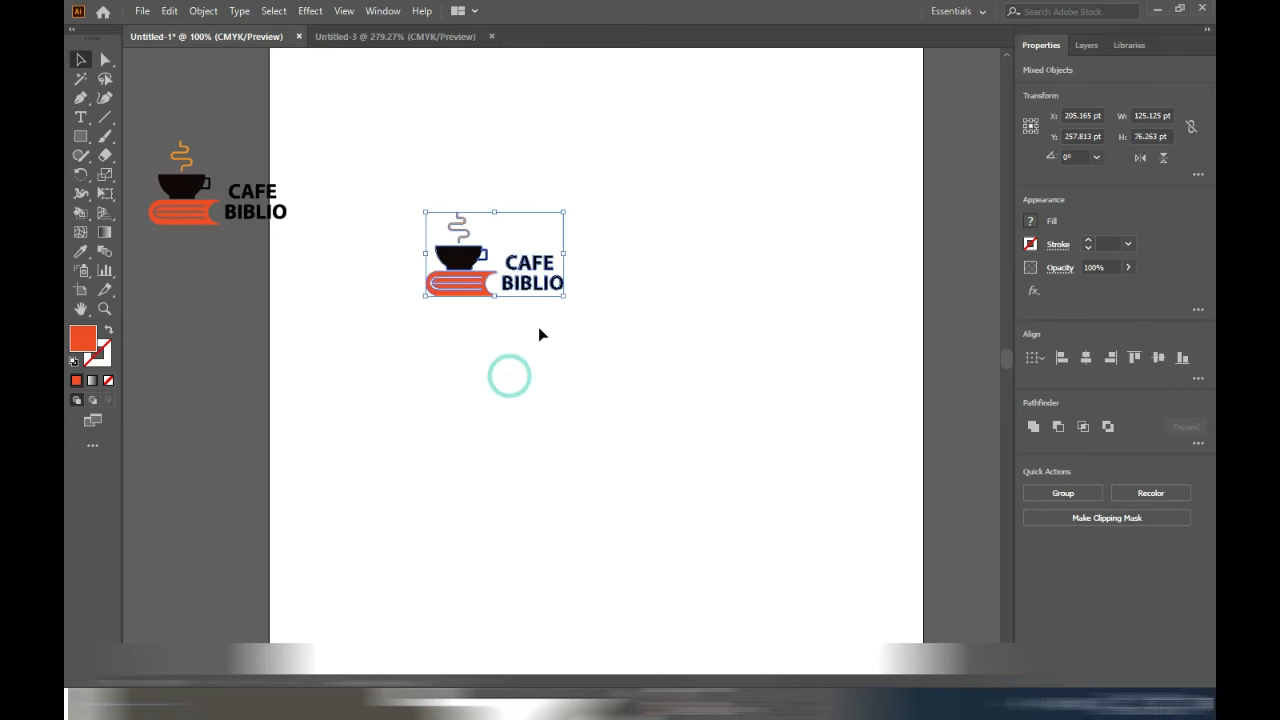 Ai File Edit Object Type Select Effect View Window Help Essentials Search Adobe Stock
Untitled-1* @ 100% (CMYK/Preview) × Untitled-3 @ 279.27% (CMYK/Preview) ×
Properties Layers Libraries
Mixed Objects
Transform
X: 205.165 pt W: 125.125 pt
Y: 257.813 pt H: 76.263 pt
0°
Appearance
? Fill
Stroke
Opacity 100%
fx.
Align
Pathfinder
Expand
Quick Actions
Group Recolor
Make Clipping Mask
CAFE
BIBLIO
CAFE
BIBLIO